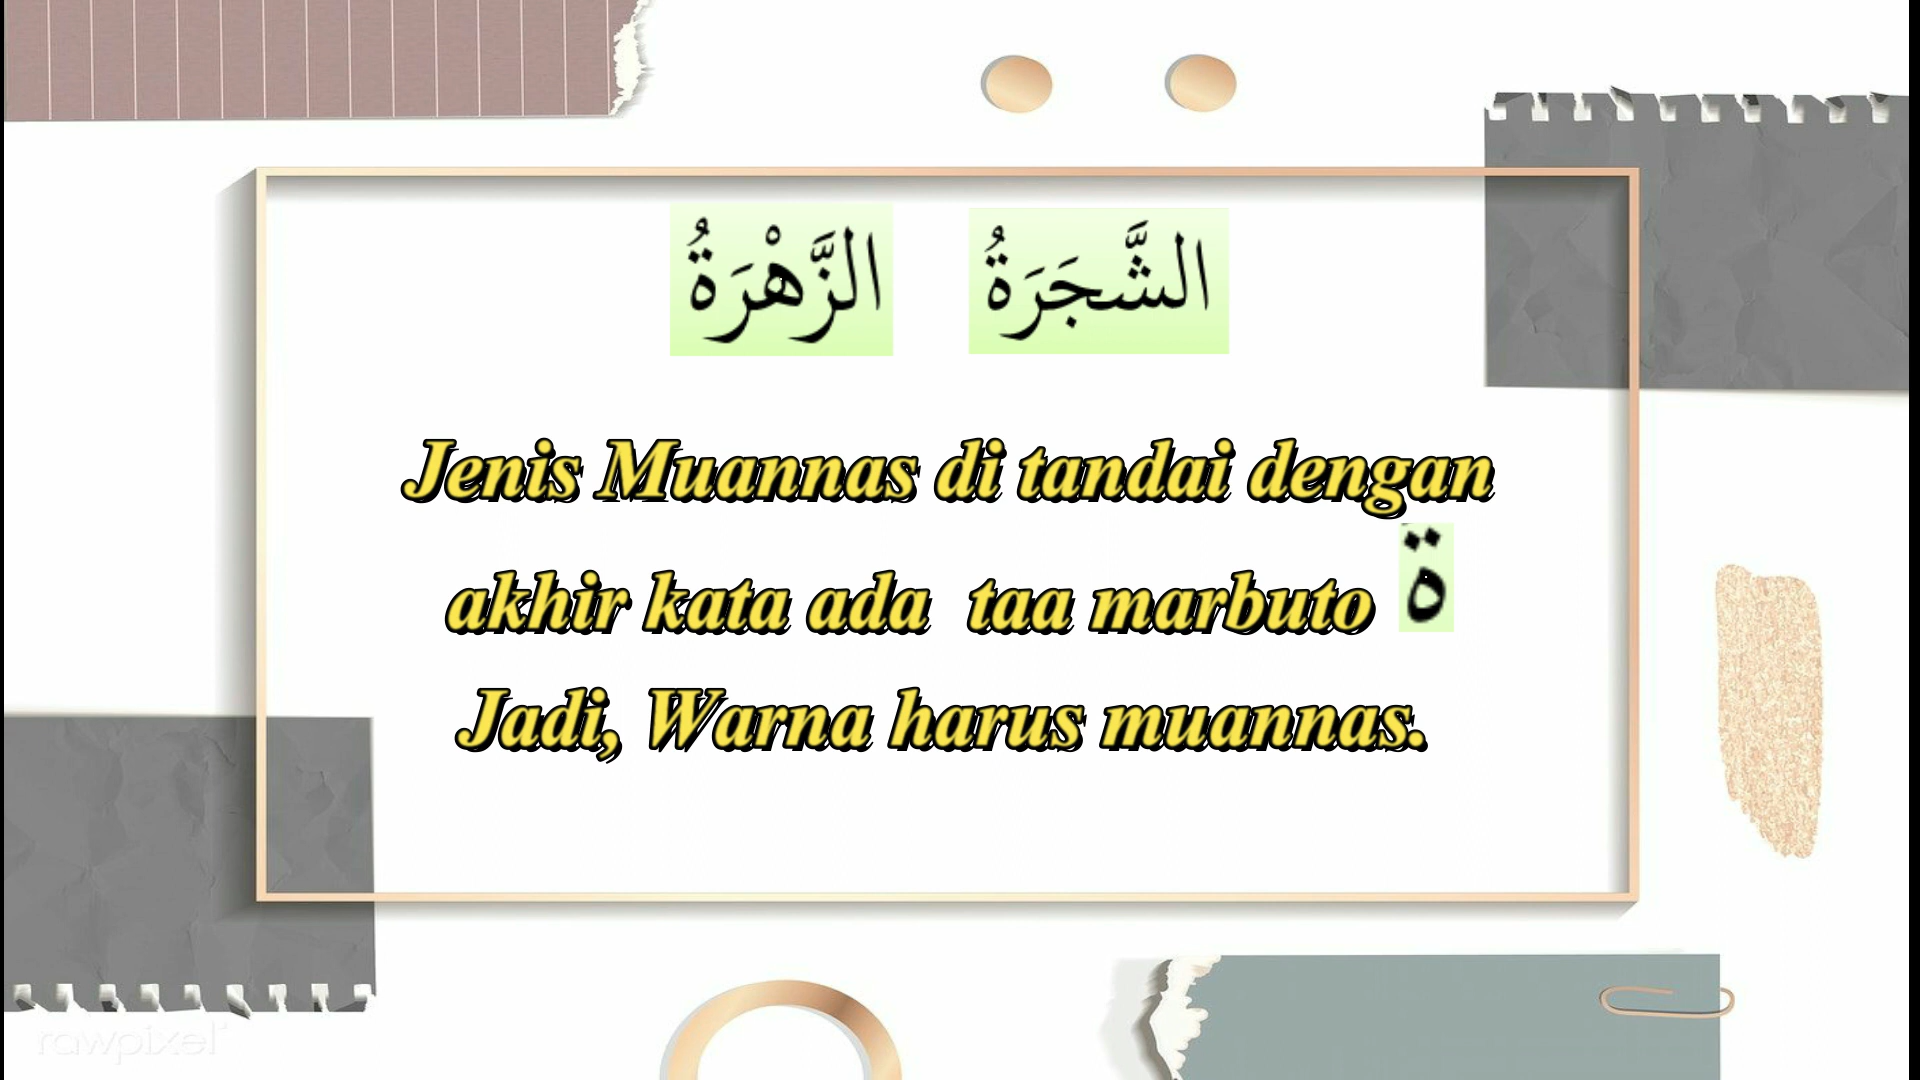 الشَّجَرَةُ الزَّهْرَةُ
Jenis Muannas di tandai dengan
akhir kata ada taa marbuto ة
Jadi, Warna harus muannas.
rawpixel